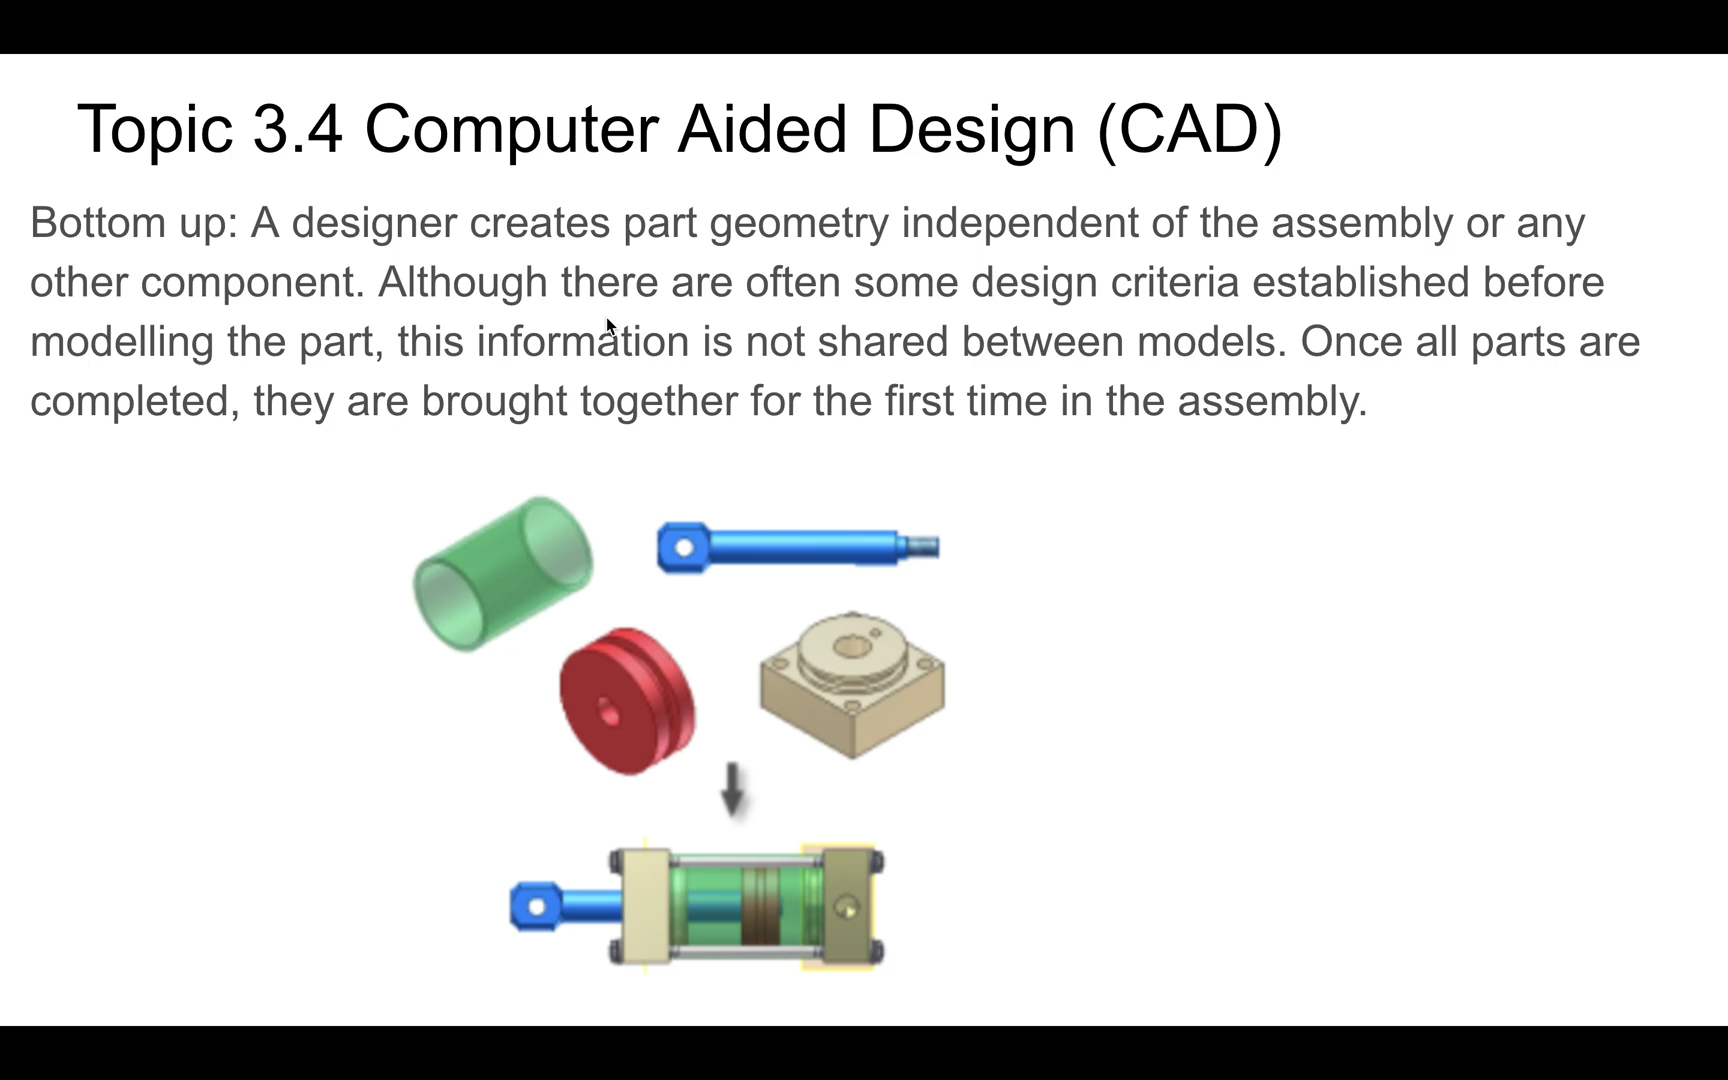 Topic 3.4 Computer Aided Design (CAD)
Bottom up: A designer creates part geometry independent of the assembly or any
other component. Although there are often some design criteria established before
modelling the part, this information is not shared between models. Once all parts are
completed, they are brought together for the first time in the assembly.